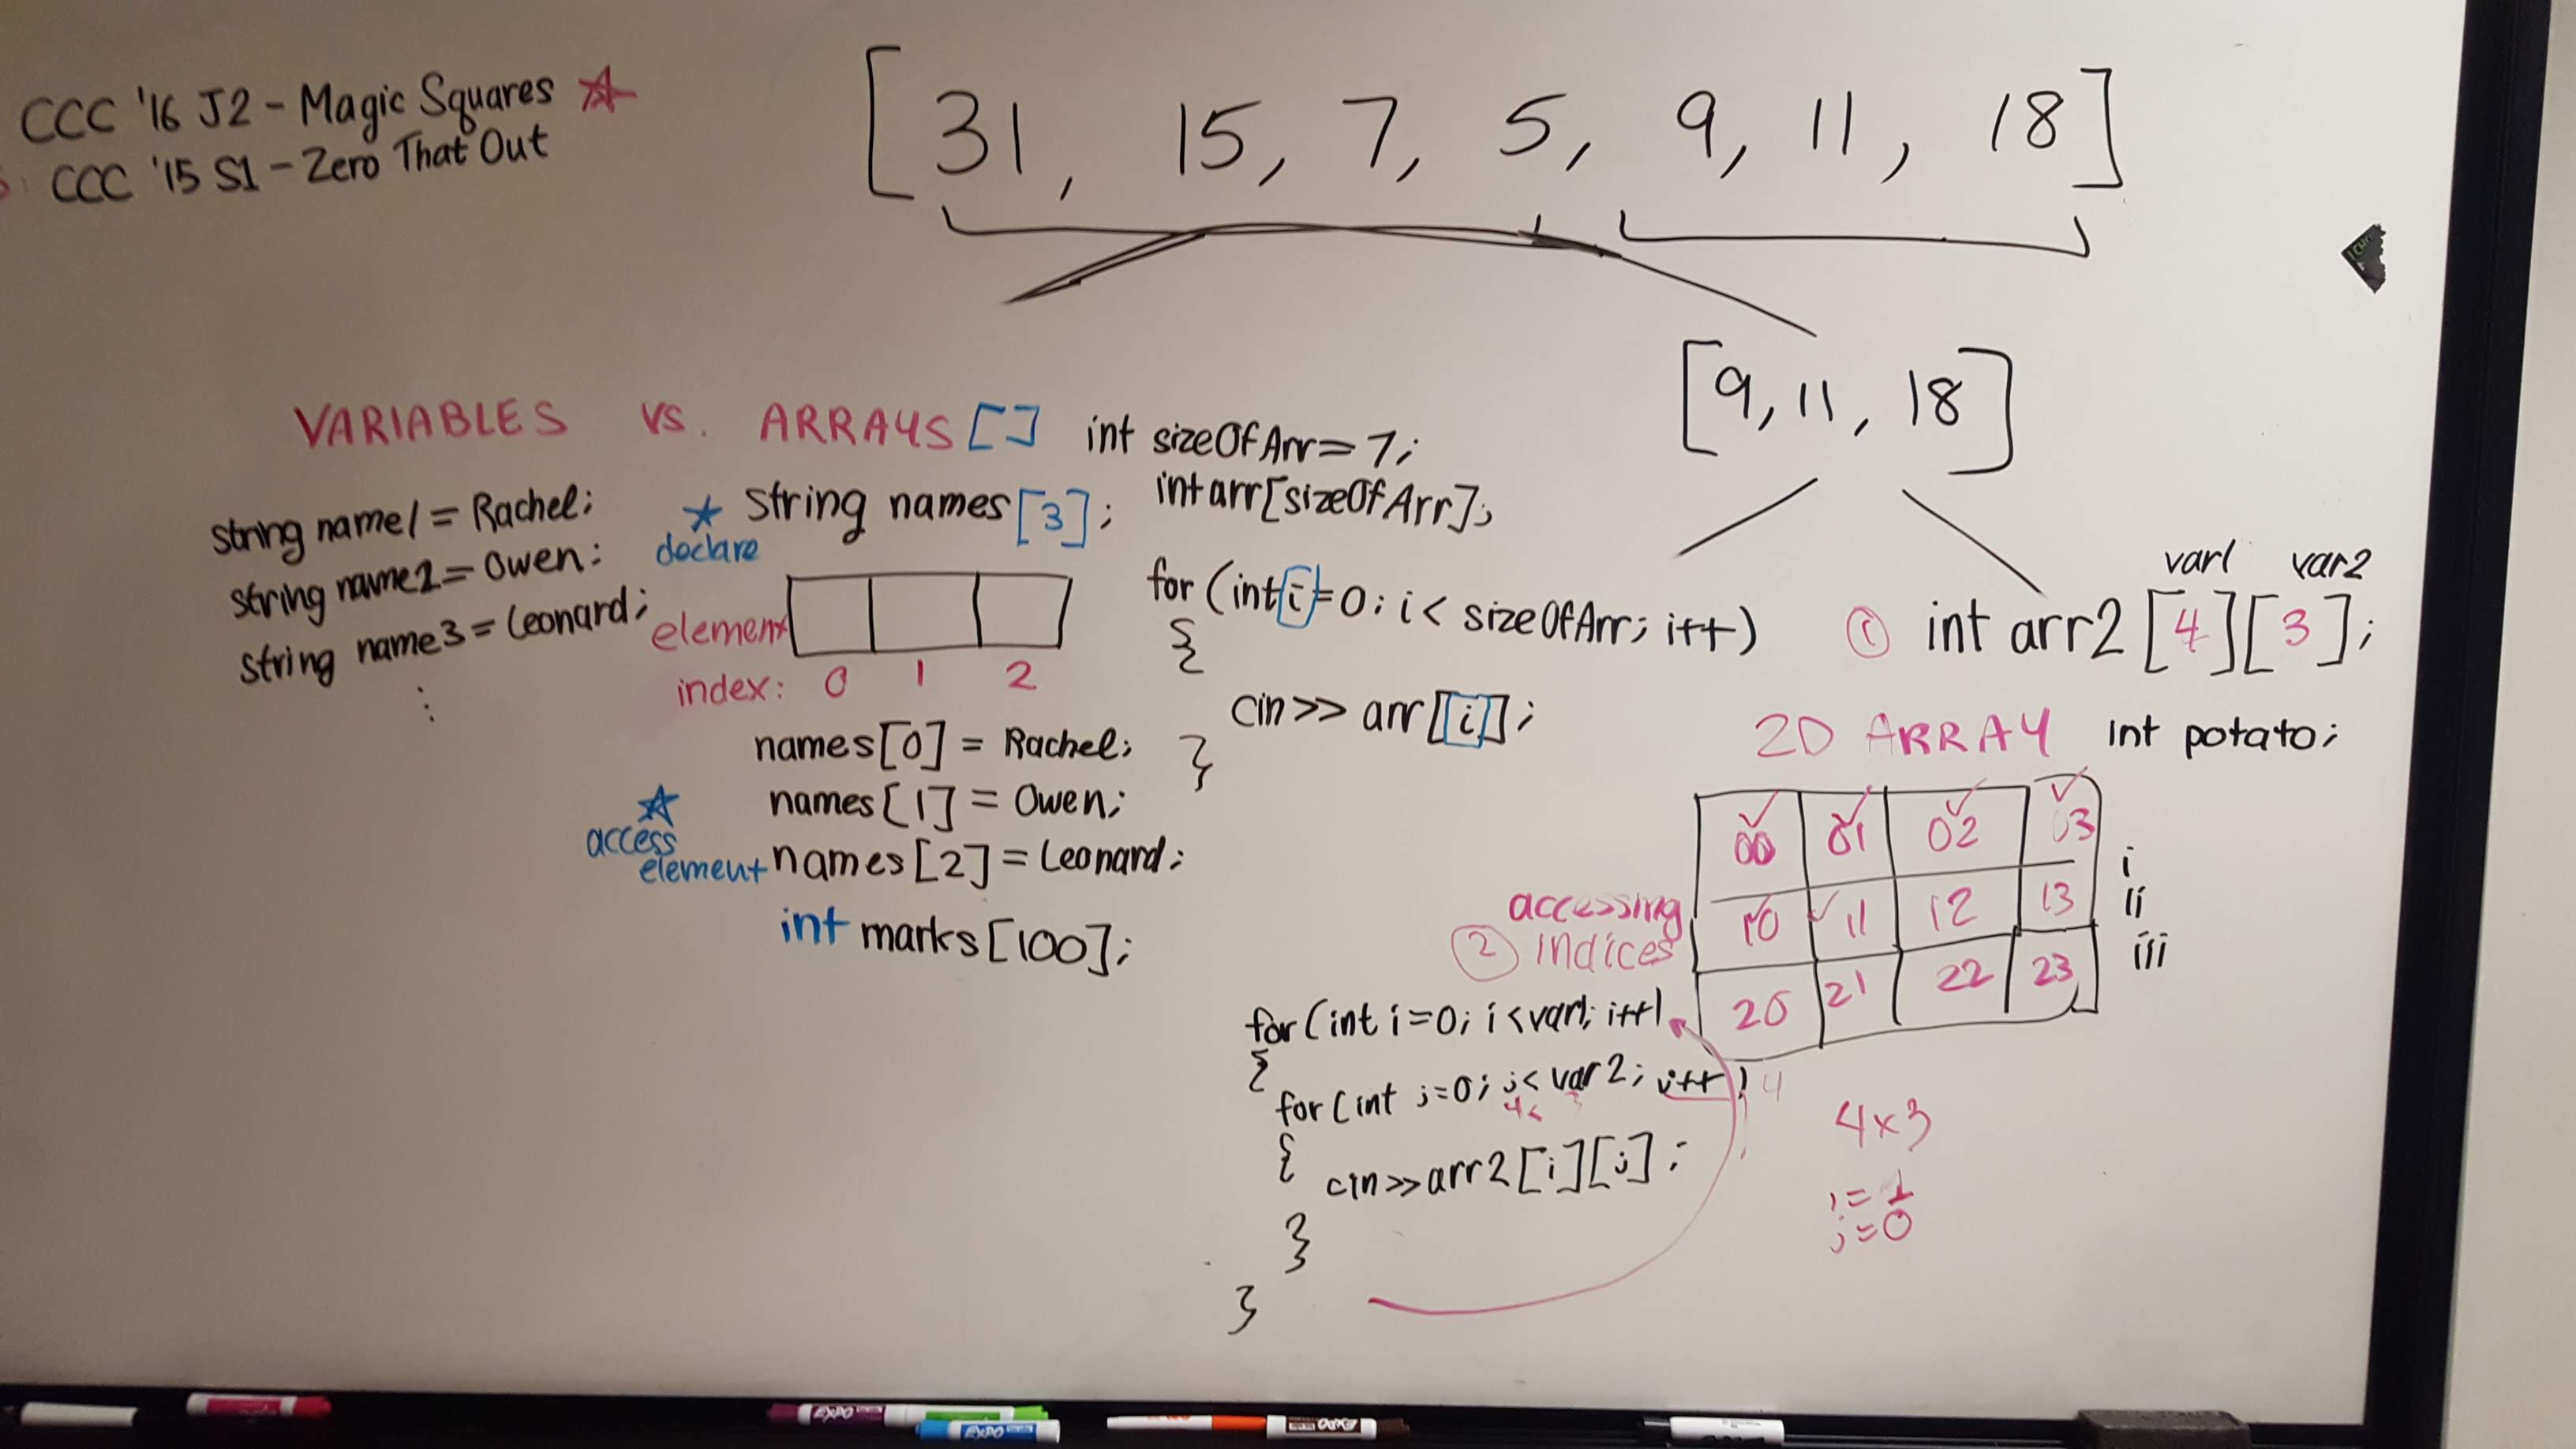 CCC '16 J2 - Magic Squares
CCC '15 S1 - Zero That Out
[31, 15, 7, 5, 9, 11, 18]
[9, 11, 18]
VARIABLES vs. ARRAYS []
string name1 = Rachel;
string name2 = Owen;
string name3 = Leonard;
⋮
declare
string names[3];
element
index: 0 1 2
names[0] = Rachel;
names[1] = Owen;
names[2] = Leonard;
access
element
int marks[100];
int sizeOfArr = 7;
int arr[sizeOfArr];
for (int i=0; i < sizeOfArr; i++)
{
cin >> arr[i];
}
var1 var2
① int arr2 [4][3];
2D ARRAY int potato;
00 01 02 03
10 11 12 13
20 21 22 23
i
ii
iii
accessing
② indices
for (int i=0; i < var1; i++)
{
for (int j=0; j < var2; j++) 4
4< 3
{
cin >> arr2[i][j];
}
}
4x3
i = 1
j = 0
EXPO
EXPO
EXPO